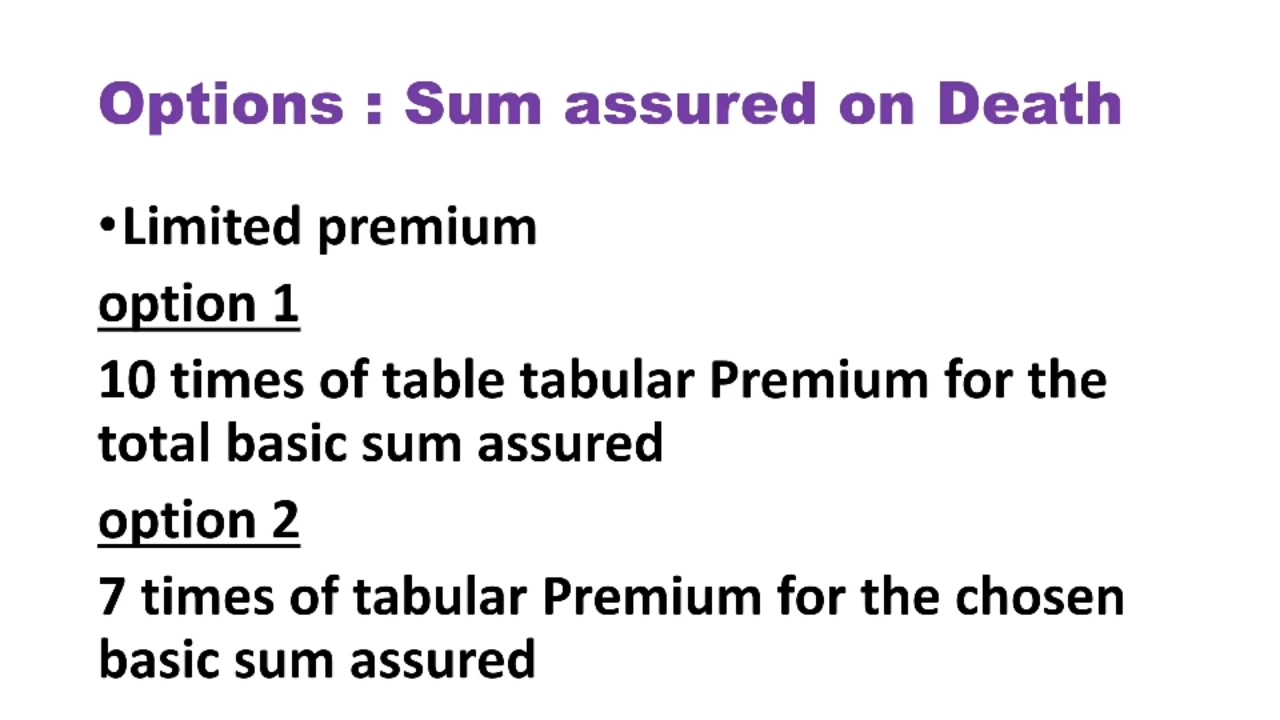 Options : Sum assured on Death
•Limited premium
option 1
10 times of table tabular Premium for the
total basic sum assured
option 2
7 times of tabular Premium for the chosen
basic sum assured